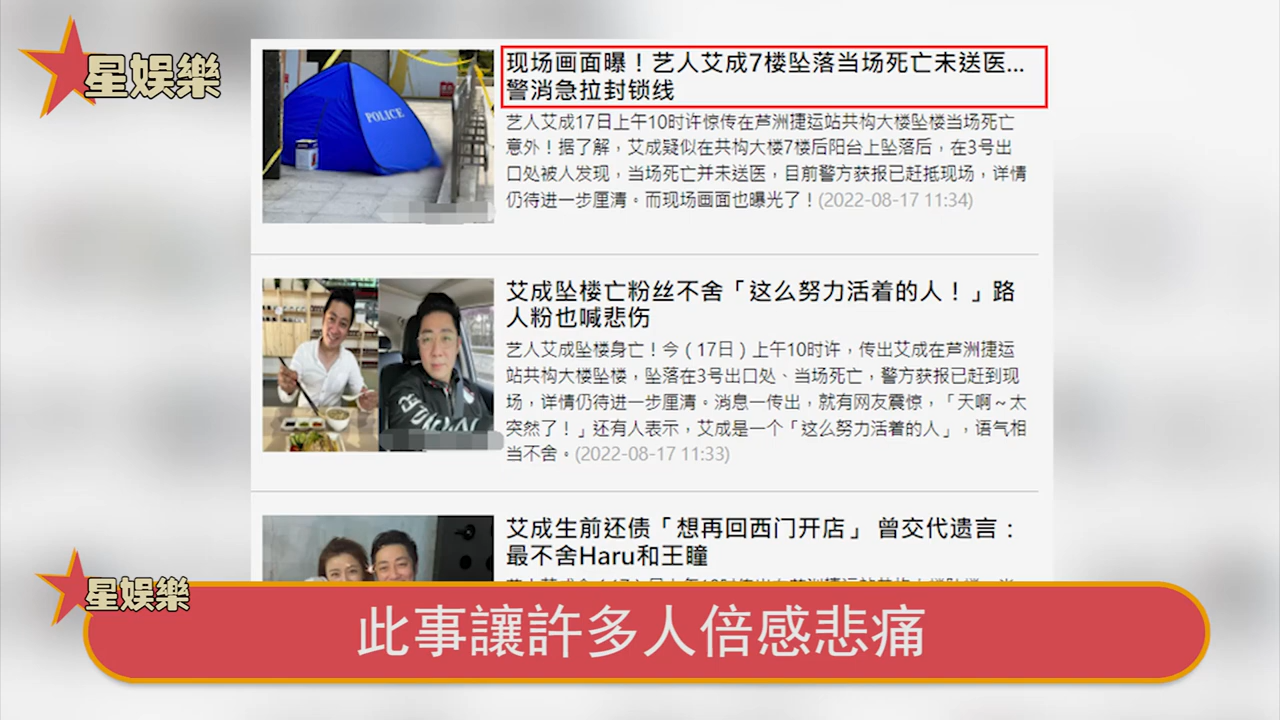 星娱樂
POLICE
现场画面曝！艺人艾成7楼坠落当场死亡未送医...
警消急拉封锁线
艺人艾成17日上午10时许惊传在芦洲捷运站共构大楼坠楼当场死亡
意外！据了解，艾成疑似在共构大楼7楼后阳台上坠落后，在3号出
口处被人发现，当场死亡并未送医，目前警方获报已赶抵现场，详情
仍待进一步厘清。而现场画面也曝光了！(2022-08-17 11:34)
艾成坠楼亡粉丝不舍「这么努力活着的人！」路
人粉也喊悲伤
艺人艾成坠楼身亡！今（17日）上午10时许，传出艾成在芦洲捷运
站共构大楼坠楼，坠落在3号出口处、当场死亡，警方获报已赶到现
场，详情仍待进一步厘清。消息一传出，就有网友震惊，「天啊～太
突然了！」还有人表示，艾成是一个「这么努力活着的人」，语气相
当不舍。(2022-08-17 11:33)
艾成生前还债「想再回西门开店」 曾交代遗言：
最不舍Haru和王瞳
星娱樂
此事讓許多人倍感悲痛